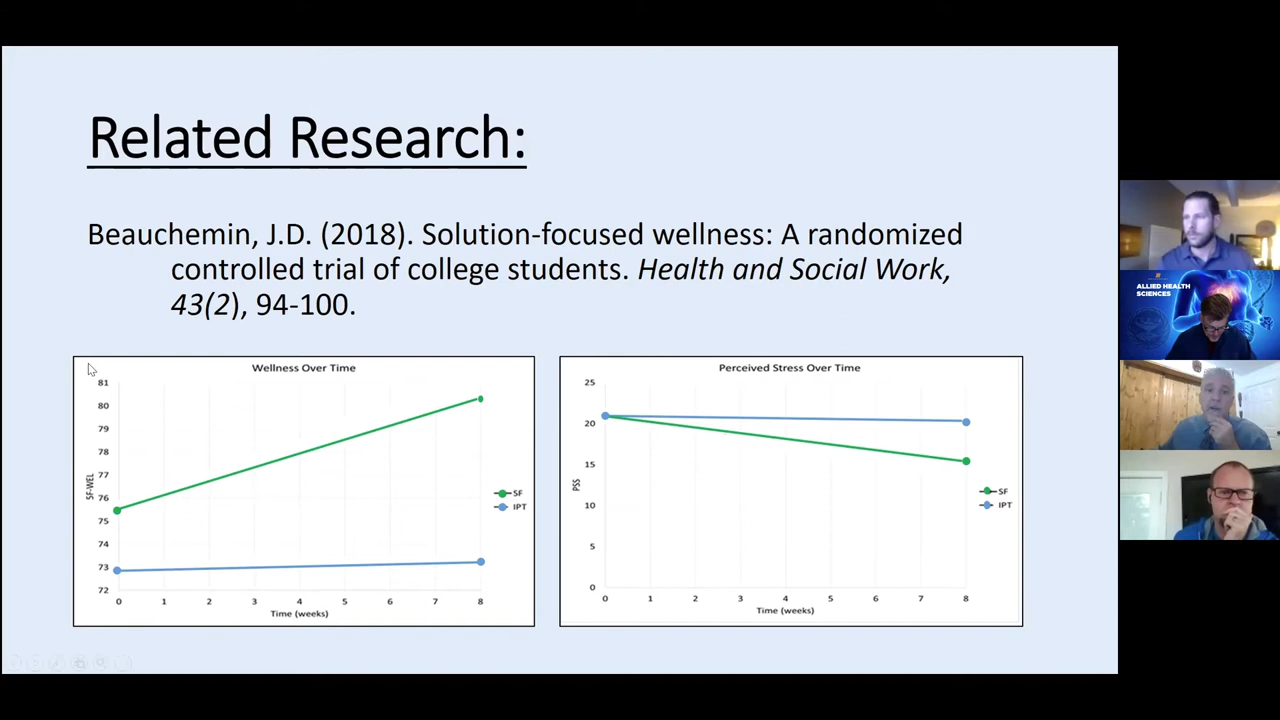 Related Research:
Beauchemin, J.D. (2018). Solution-focused wellness: A randomized
controlled trial of college students. Health and Social Work,
43(2), 94-100.
Wellness Over Time
81
80
79
78
77
76
75
74
73
72
SF-WEL
0 1 2 3 4 5 6 7 8
Time (weeks)
SF
IPT
Perceived Stress Over Time
25
20
15
10
5
0
PSS
0 1 2 3 4 5 6 7 8
Time (weeks)
SF
IPT
ALLIED HEALTH
SCIENCES